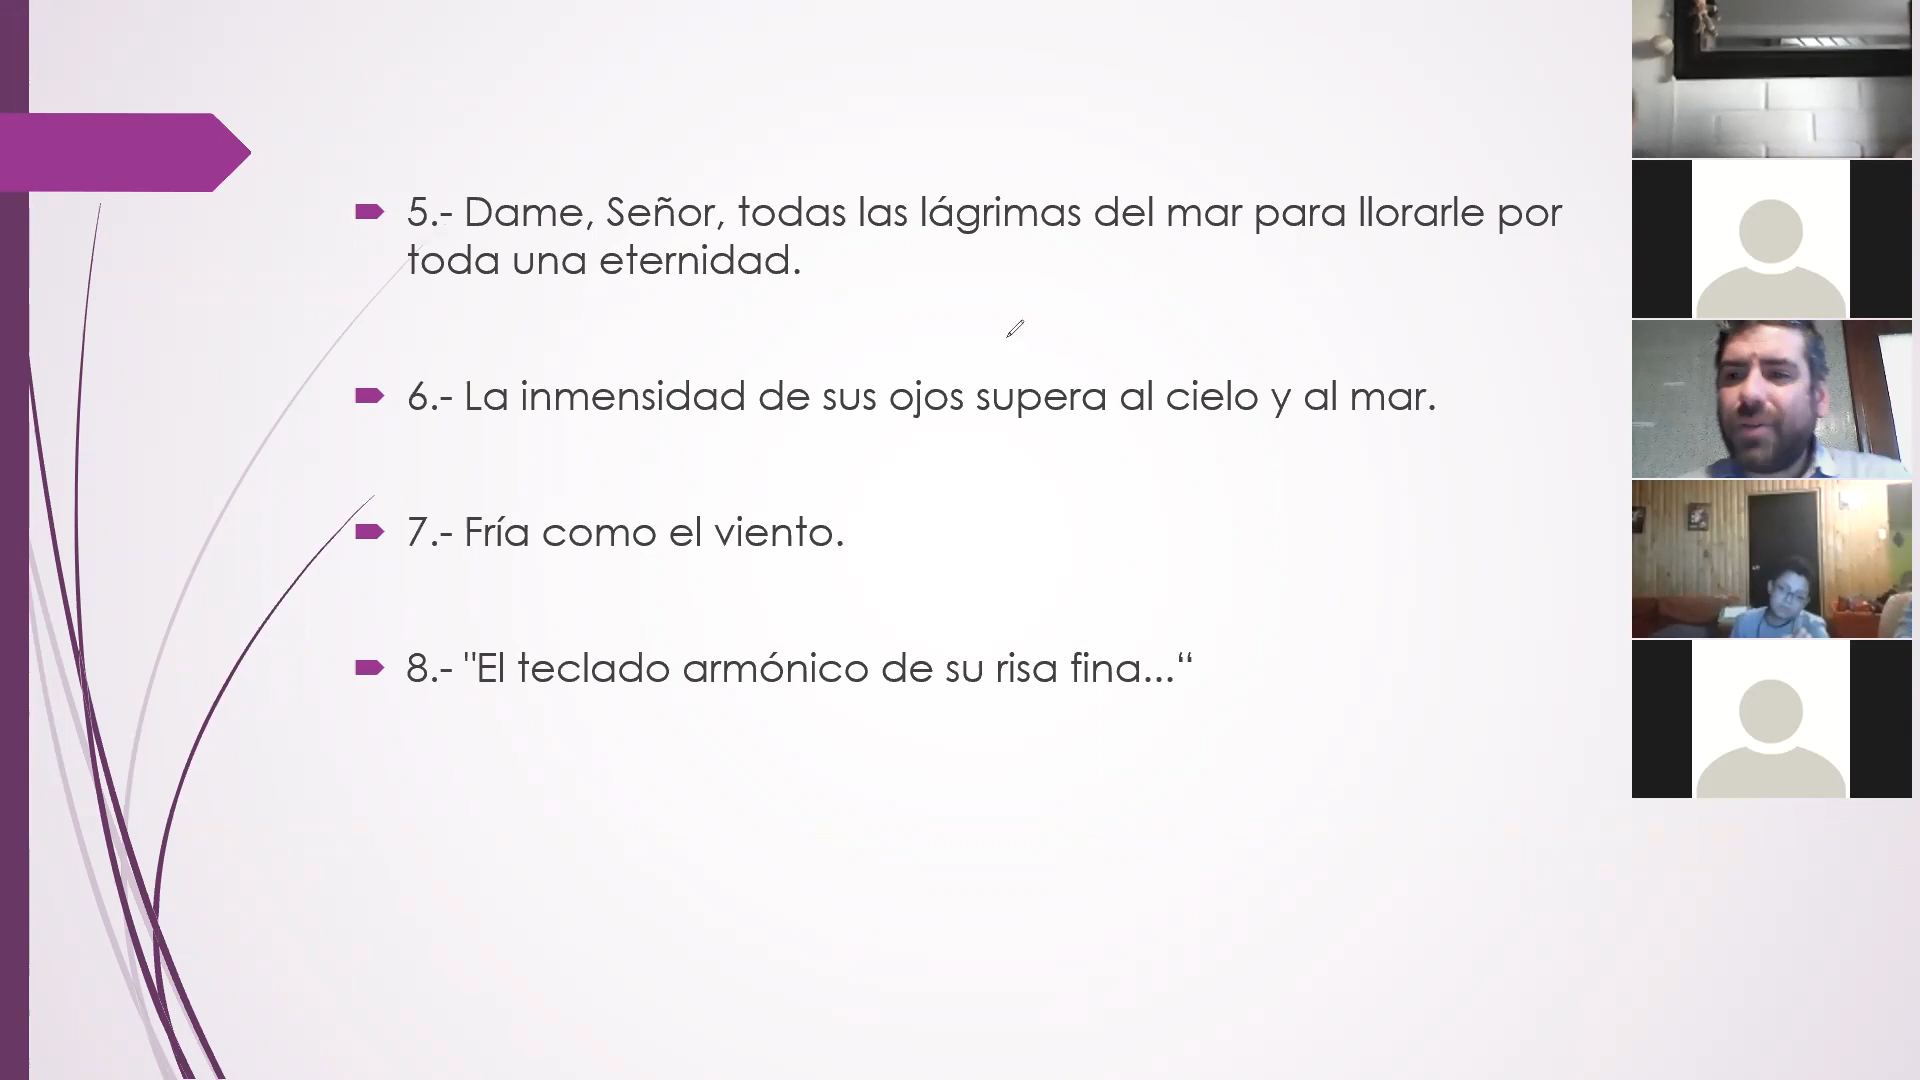 5.- Dame, Señor, todas las lágrimas del mar para llorarle por
toda una eternidad.
6.- La inmensidad de sus ojos supera al cielo y al mar.
7.- Fría como el viento.
8.- "El teclado armónico de su risa fina...“